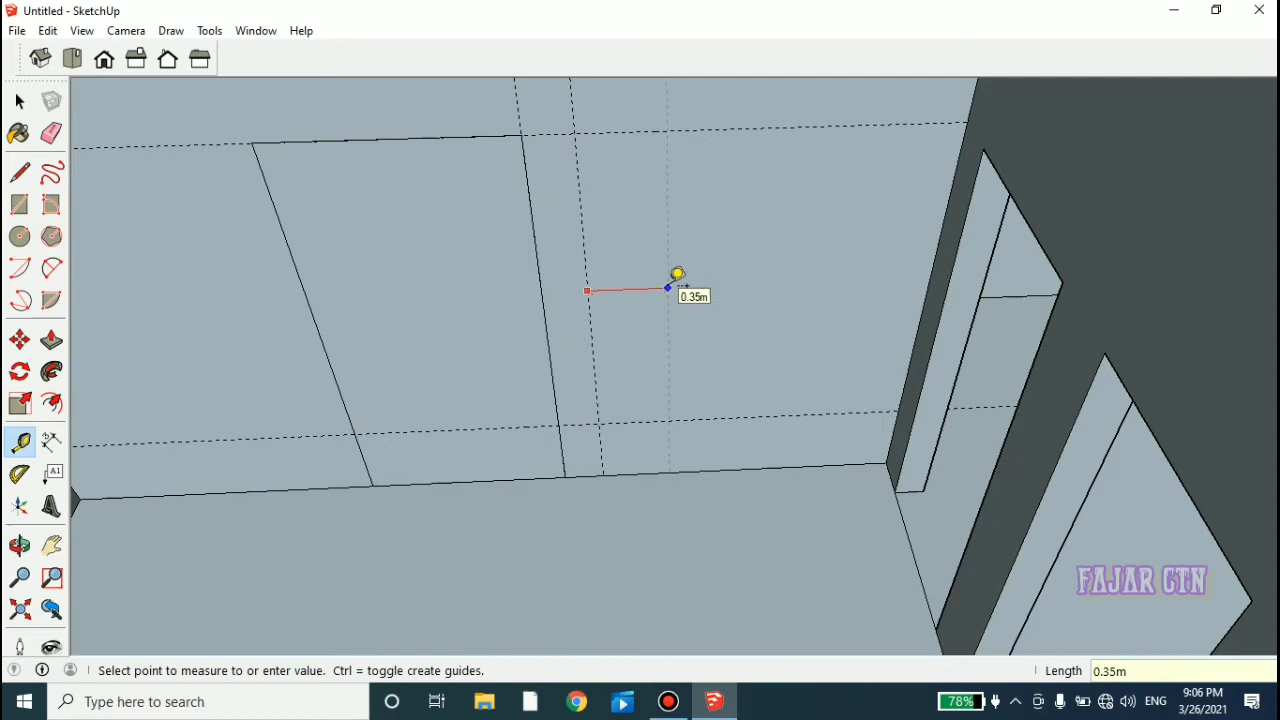 Untitled - SketchUp
File Edit View Camera Draw Tools Window Help
A1
0.35m
FAJAR CTN
Select point to measure to or enter value. Ctrl = toggle create guides.
Length 0.35m
Type here to search
78%
ENG
9:06 PM
3/26/2021